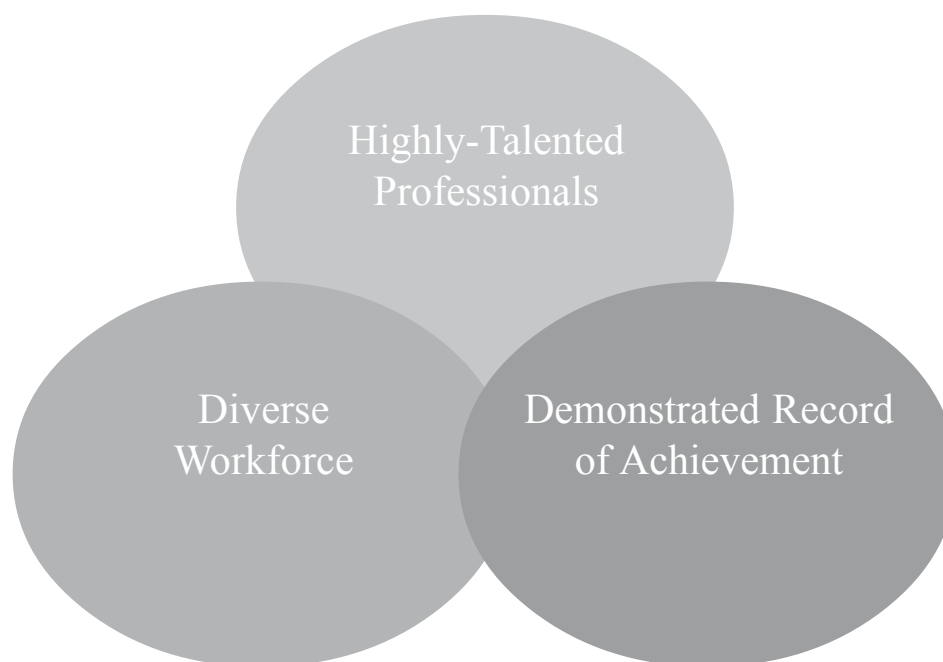 Highly-Talented
Professionals
Diverse
Workforce
Demonstrated Record
of Achievement